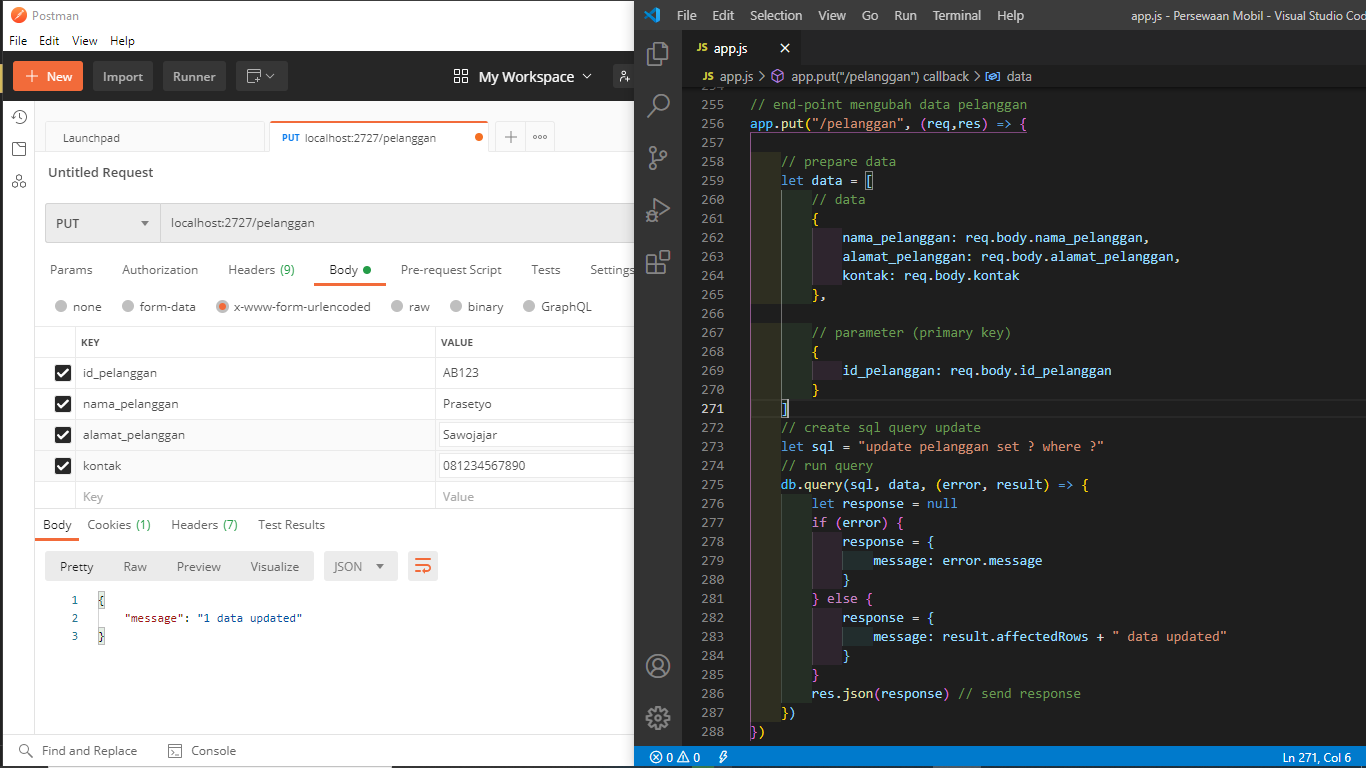 Postman
File Edit View Help
New Import Runner My Workspace
Launchpad PUT localhost:2727/pelanggan
Untitled Request
PUT localhost:2727/pelanggan
Params Authorization Headers (9) Body Pre-request Script Tests Settings
none form-data x-www-form-urlencoded raw binary GraphQL
KEY VALUE
id_pelanggan AB123
nama_pelanggan Prasetyo
alamat_pelanggan Sawojajar
kontak 081234567890
Key Value
Body Cookies (1) Headers (7) Test Results
Pretty Raw Preview Visualize JSON
1 {
2 "message": "1 data updated"
3 }
Find and Replace Console
File Edit Selection View Go Run Terminal Help app.js - Persewaan Mobil - Visual Studio Cod
JS app.js
JS app.js > app.put("/pelanggan") callback > data
254
255 // end-point mengubah data pelanggan
256 app.put("/pelanggan", (req,res) => {
257
258 // prepare data
259 let data = [
260 // data
261 {
262 nama_pelanggan: req.body.nama_pelanggan,
263 alamat_pelanggan: req.body.alamat_pelanggan,
264 kontak: req.body.kontak
265 },
266
267 // parameter (primary key)
268 {
269 id_pelanggan: req.body.id_pelanggan
270 }
271 ]
272 // create sql query update
273 let sql = "update pelanggan set ? where ?"
274 // run query
275 db.query(sql, data, (error, result) => {
276 let response = null
277 if (error) {
278 response = {
279 message: error.message
280 }
281 } else {
282 response = {
283 message: result.affectedRows + " data updated"
284 }
285 }
286 res.json(response) // send response
287 })
288 })
0 0 Ln 271, Col 6